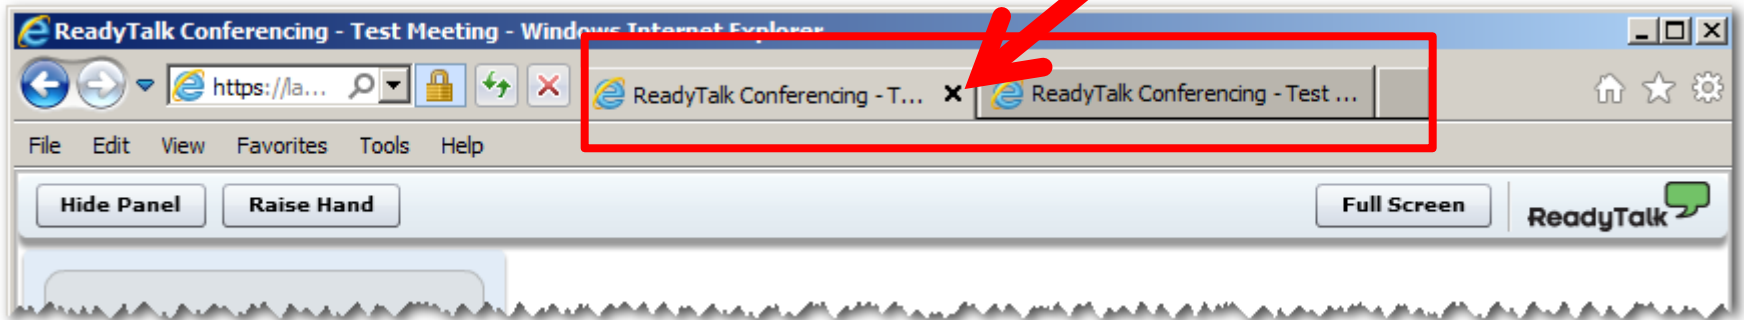 ReadyTalk Conferencing - Test Meeting - Windows Internet Explorer
https://la...
ReadyTalk Conferencing - T...
ReadyTalk Conferencing - Test ...
File Edit View Favorites Tools Help
Hide Panel
Raise Hand
Full Screen
ReadyTalk